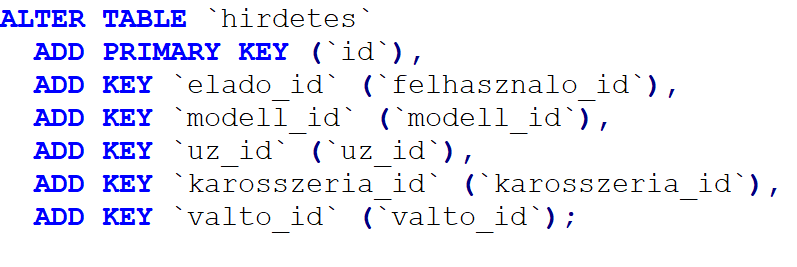 ALTER TABLE `hirdetes`
ADD PRIMARY KEY (`id`),
ADD KEY `elado_id` (`felhasznalo_id`),
ADD KEY `modell_id` (`modell_id`),
ADD KEY `uz_id` (`uz_id`),
ADD KEY `karosszeria_id` (`karosszeria_id`),
ADD KEY `valto_id` (`valto_id`);